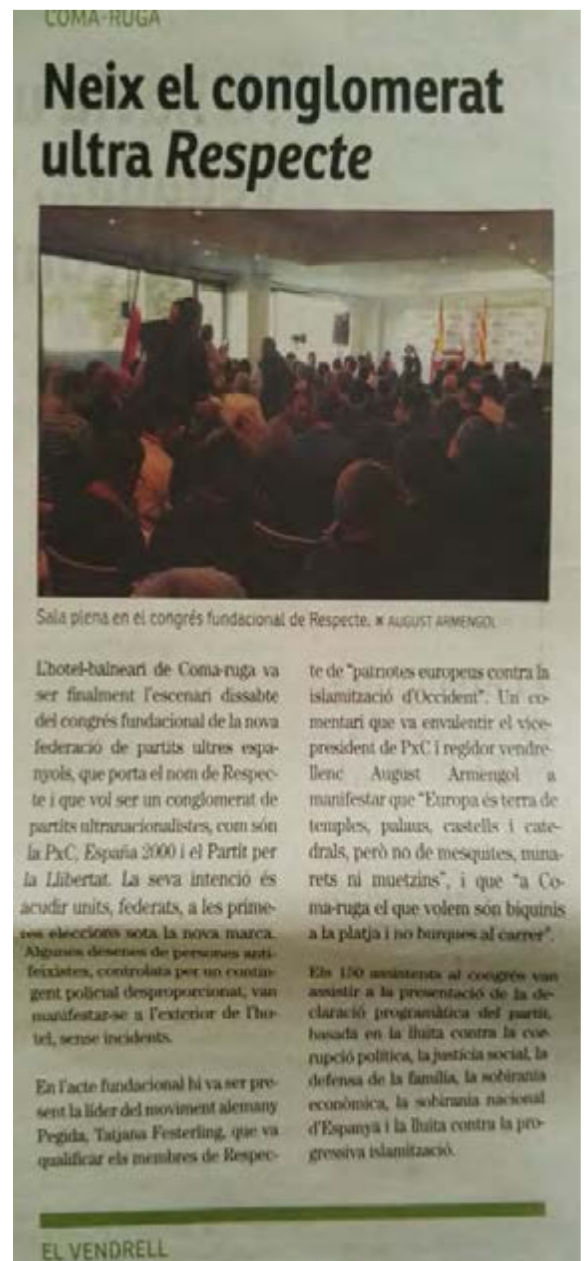 COMA-RUGA
Neix el conglomerat
ultra Respecte
Sala plena en el congrés fundacional de Respecte. × AUGUST ARMENGOL
L'hotel-balneari de Coma-ruga va
ser finalment l'escenari dissabte
del congrés fundacional de la nova
federació de partits ultres espa-
nyols, que porta el nom de Respec-
te i que vol ser un conglomerat de
partits ultranacionalistes, com són
la PxC, España 2000 i el Partit per
la Llibertat. La seva intenció és
acudir units, federats, a les prime-
res eleccions sota la nova marca.
Algunes desenes de persones anti-
feixistes, controlats per un contin-
gent policial desproporcionat, van
manifestar-se a l'exterior de l'ho-
tel, sense incidents.
En l'acte fundacional hi va ser pre-
sent la líder del moviment alemany
Pegida, Tatjana Festerling, que va
qualificar els membres de Respec-
te de "patriotes europeus contra la
islamització d'Occident". Un co-
mentari que va envalentir el vice-
president de PxC i regidor vendre-
llenc August Armengol a
manifestar que "Europa és terra de
temples, palaus, castells i cate-
drals, però no de mesquites, mina-
rets ni muetzins", i que "a Co-
ma-ruga el que volem són biquinis
a la platja i no burques al carrer".
Els 150 assistents al congrés van
assistir a la presentació de la de-
claració programàtica del partit,
basada en la lluita contra la cor-
rupció política, la justícia social, la
defensa de la família, la sobirania
econòmica, la sobirania nacional
d'Espanya i la lluita contra la pro-
gressiva islamització.
EL VENDRELL